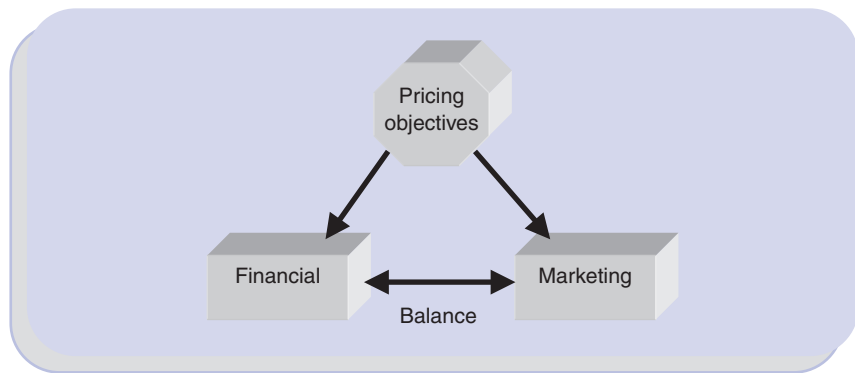 Pricing
objectives
Financial
Marketing
Balance